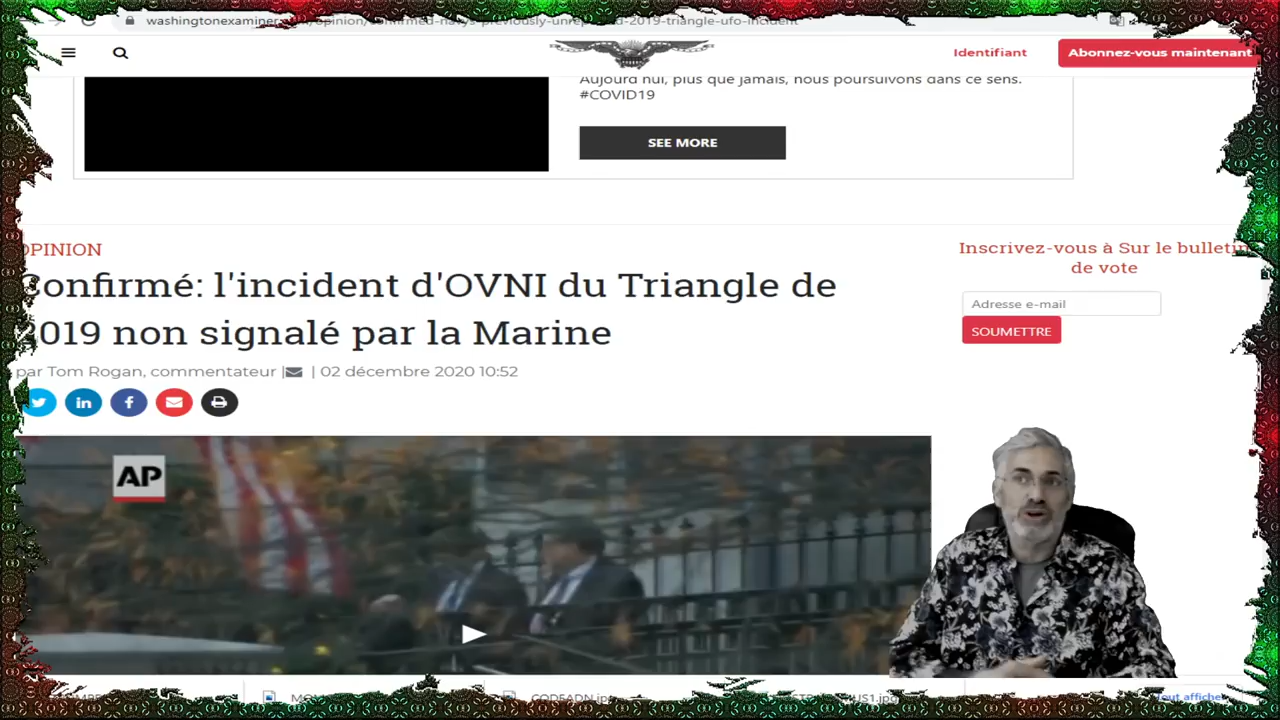 Aujourd'hui, plus que jamais, nous poursuivons dans ce sens.
#COVID19
SEE MORE
Identifiant
Abonnez-vous maintenant
OPINION
Confirmé: l'incident d'OVNI du Triangle de
2019 non signalé par la Marine
par Tom Rogan, commentateur | | 02 décembre 2020 10:52
Inscrivez-vous à Sur le bulletin
de vote
Adresse e-mail
SOUMETTRE
AP